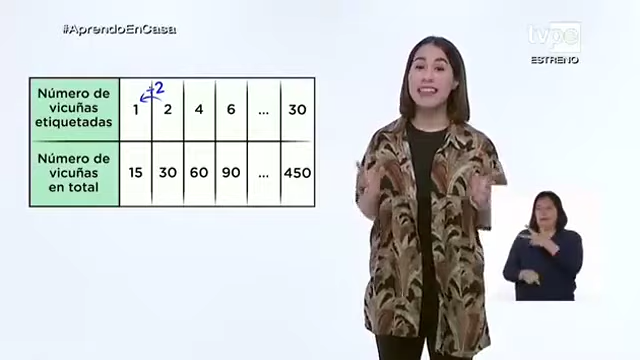 #AprendoEnCasa
tvpe
ESTRENO
÷2
Número de
vicuñas
etiquetadas
1 2 4 6 ... 30
Número de
vicuñas
en total
15 30 60 90 ... 450